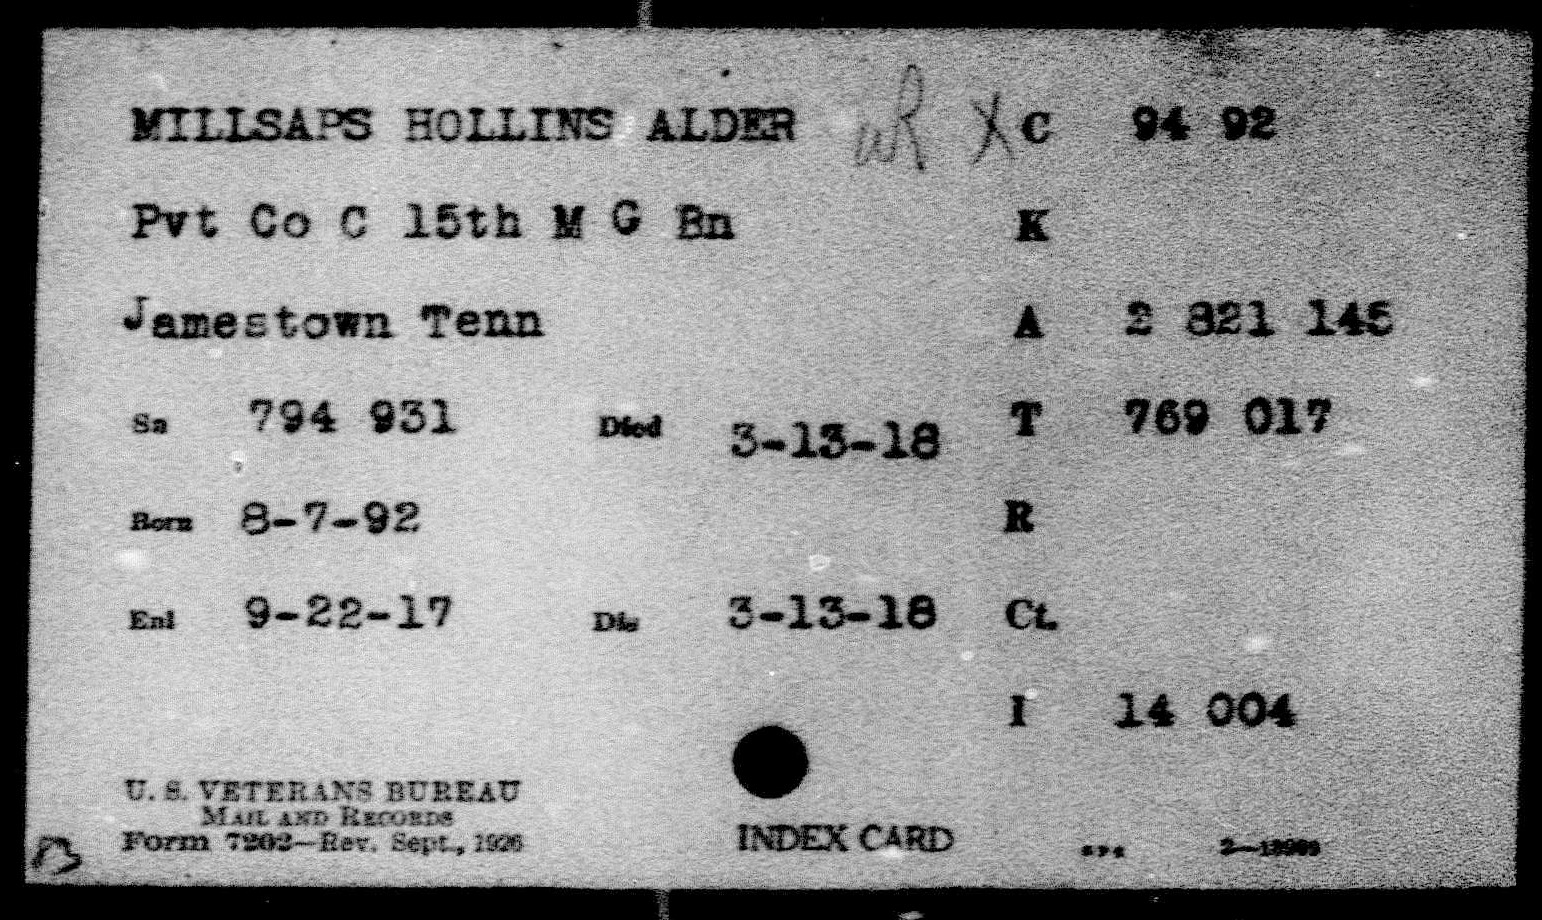 MILLSAPS HOLLINS ALDER WR X C 94 92
Pvt Co C 15th M G Bn K
Jamestown Tenn A 2 821 145
Sn 794 931 Died 3-13-18 T 769 017
Born 8-7-92 R
Enl 9-22-17 Dis 3-13-18 Ct.
I 14 004
U. S. VETERANS BUREAU
MAIL AND RECORDS
Form 7202—Rev. Sept., 1926 INDEX CARD